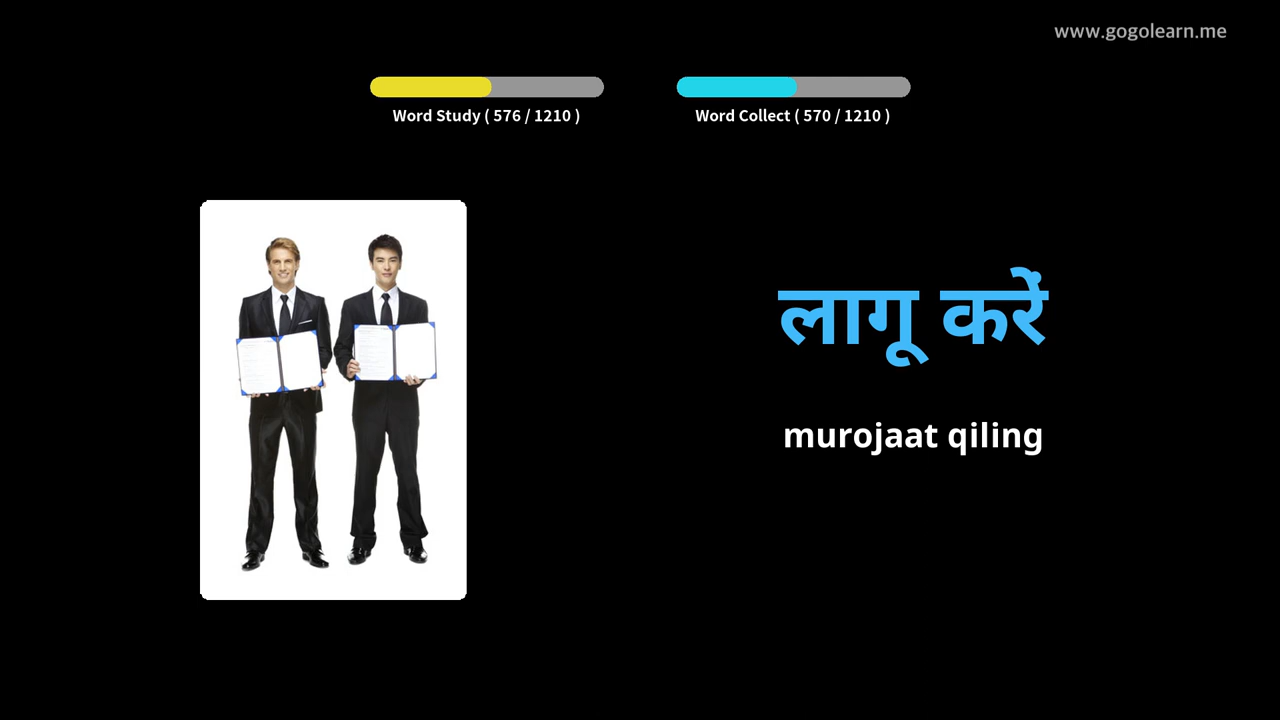 www.gogolearn.me
Word Study ( 576 / 1210 )
Word Collect ( 570 / 1210 )
लागू करें
murojaat qiling